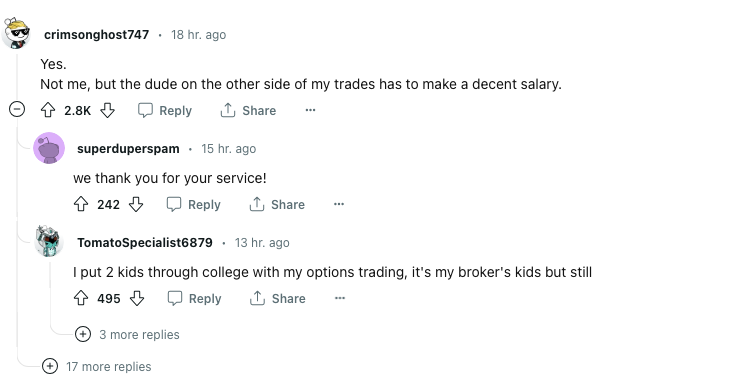 crimsonghost747 • 18 hr. ago
Yes.
Not me, but the dude on the other side of my trades has to make a decent salary.
2.8K Reply Share ···
superduperspam • 15 hr. ago
we thank you for your service!
242 Reply Share ···
TomatoSpecialist6879 • 13 hr. ago
I put 2 kids through college with my options trading, it's my broker's kids but still
495 Reply Share ···
3 more replies
17 more replies